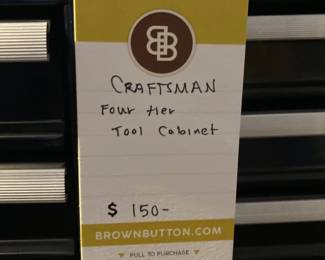 BB
CRAFTSMAN
Four tier
Tool Cabinet
$ 150-
BROWNBUTTON.COM
▼ PULL TO PURCHASE ▼